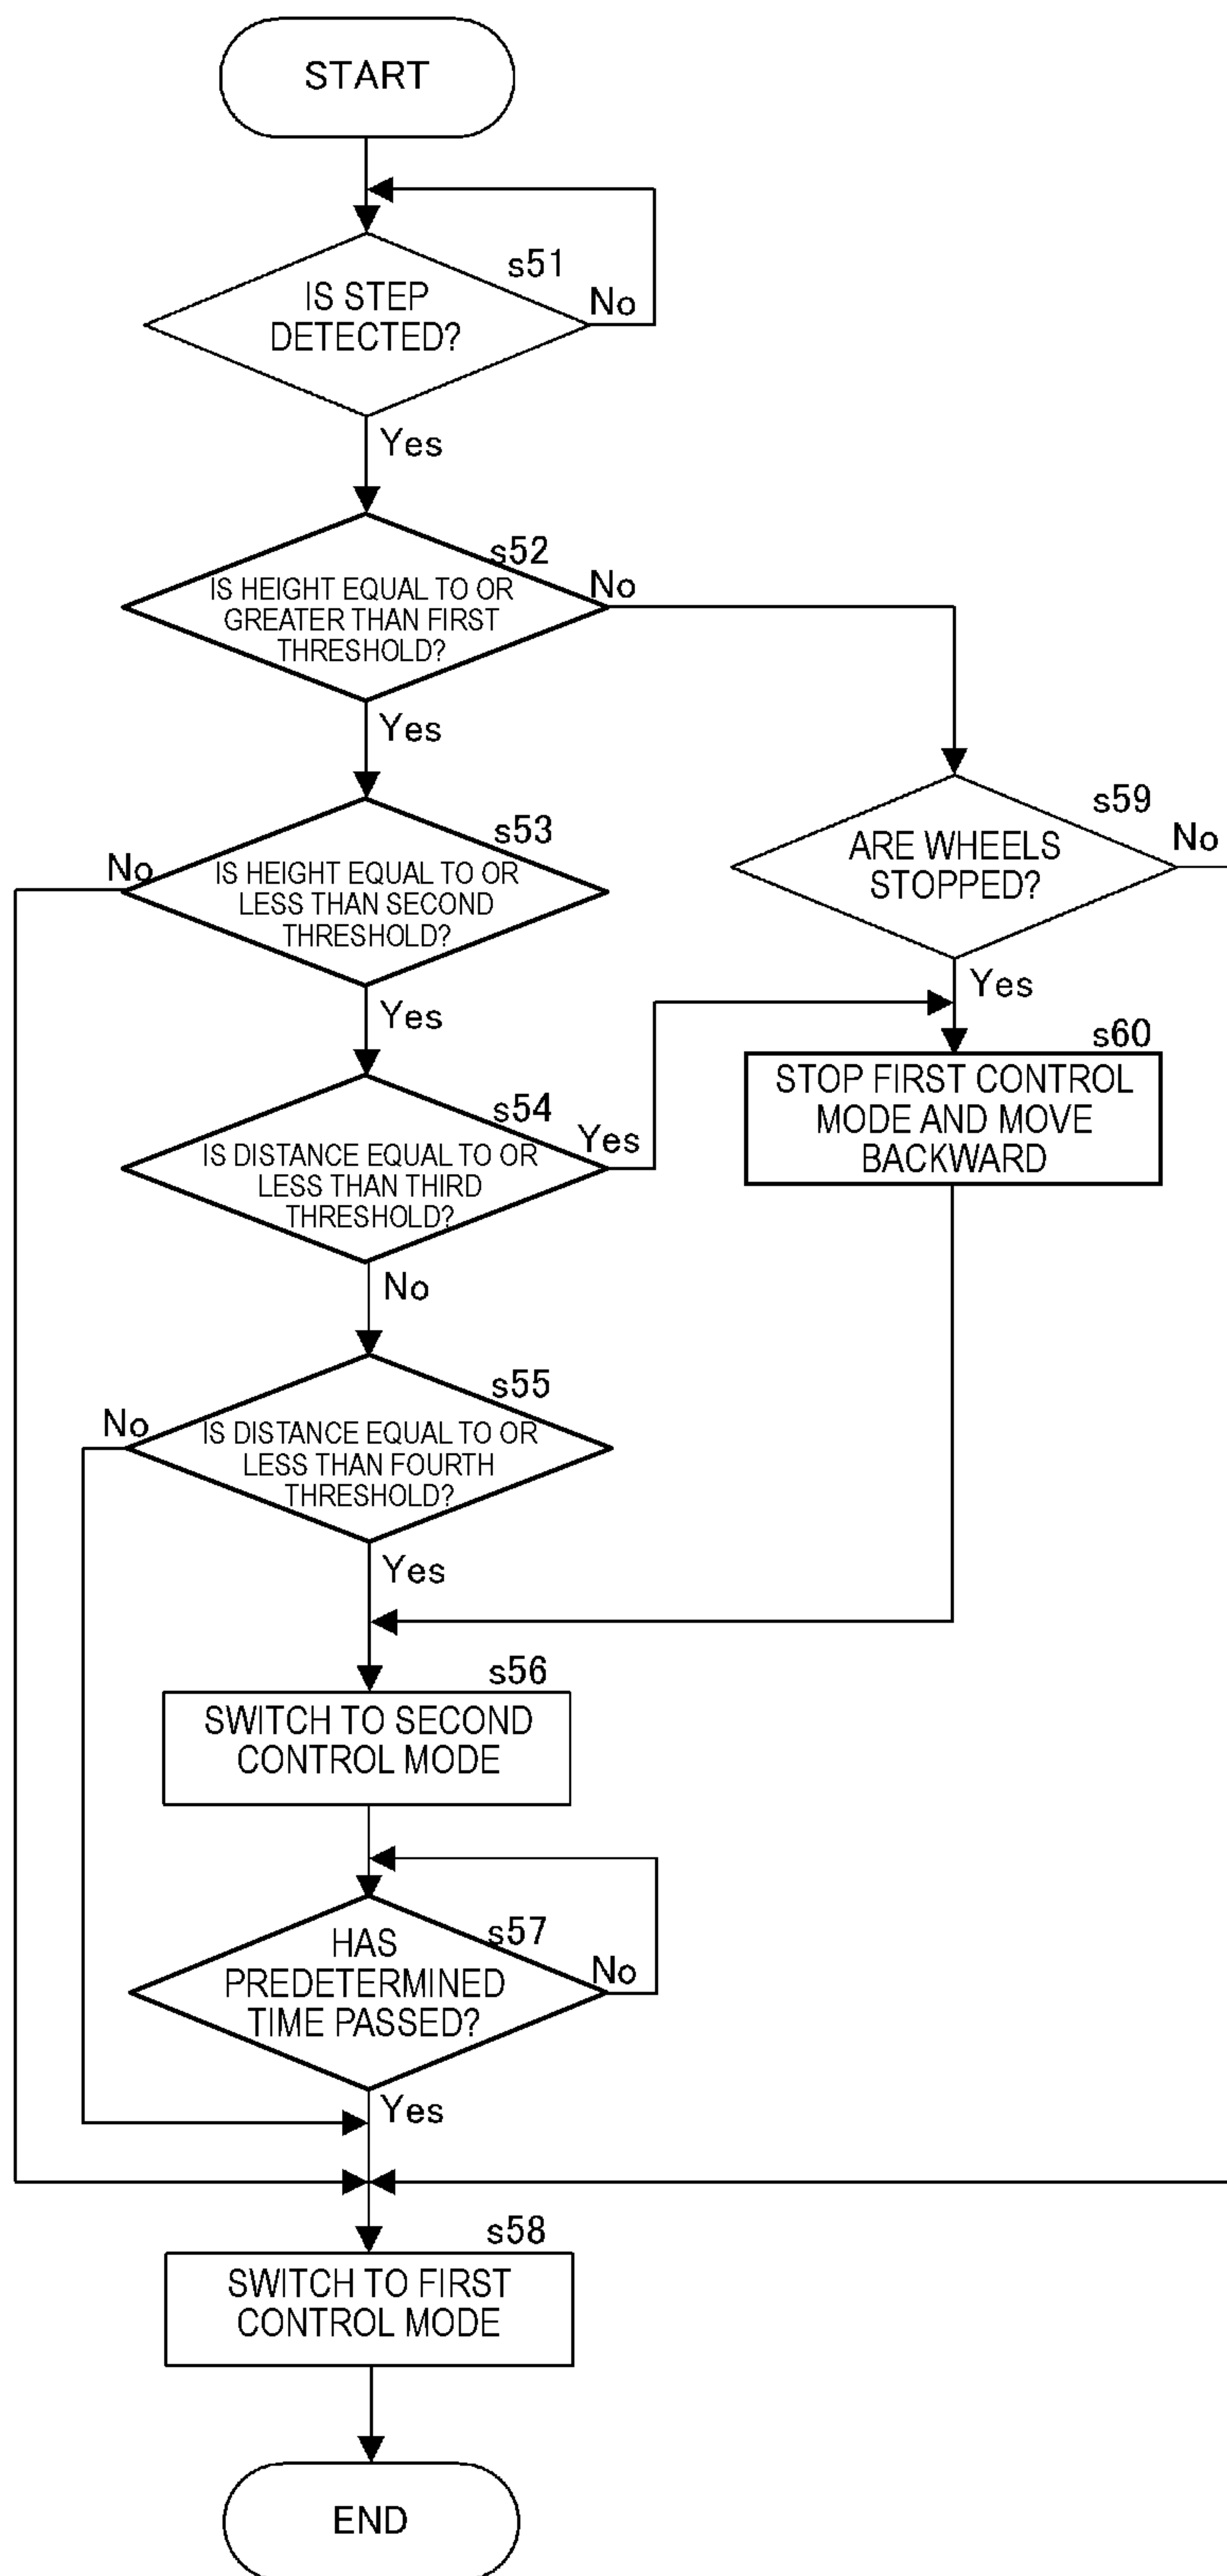 START
s51
IS STEP
DETECTED?
No
Yes
s52
IS HEIGHT EQUAL TO OR
GREATER THAN FIRST
THRESHOLD?
No
Yes
s53
No
IS HEIGHT EQUAL TO OR
LESS THAN SECOND
THRESHOLD?
Yes
s59
ARE WHEELS
STOPPED?
No
Yes
s60
STOP FIRST CONTROL
MODE AND MOVE
BACKWARD
s54
IS DISTANCE EQUAL TO OR
LESS THAN THIRD
THRESHOLD?
Yes
No
s55
No
IS DISTANCE EQUAL TO OR
LESS THAN FOURTH
THRESHOLD?
Yes
s56
SWITCH TO SECOND
CONTROL MODE
s57
HAS
PREDETERMINED
TIME PASSED?
No
Yes
s58
SWITCH TO FIRST
CONTROL MODE
END